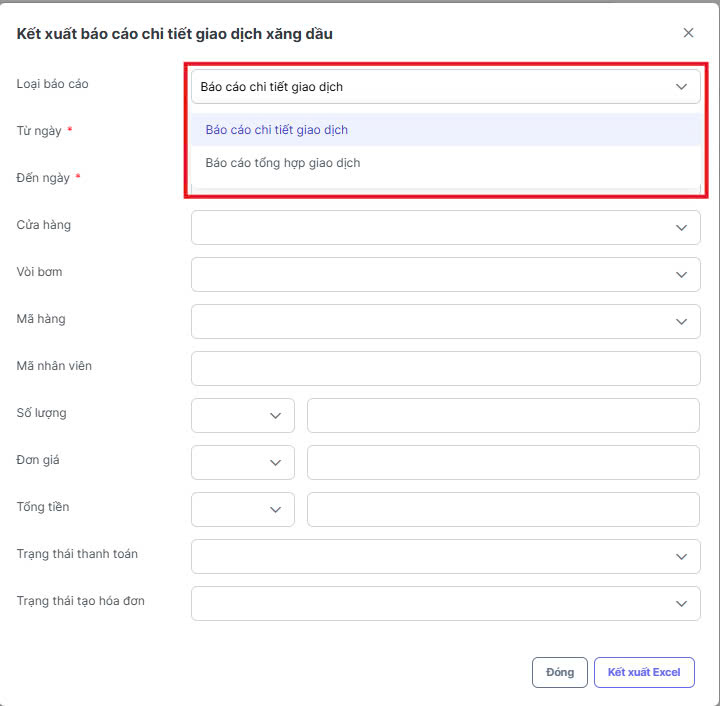 Kết xuất báo cáo chi tiết giao dịch xăng dầu
Loại báo cáo
Báo cáo chi tiết giao dịch
Báo cáo chi tiết giao dịch
Từ ngày *
Báo cáo tổng hợp giao dịch
Đến ngày *
Cửa hàng
Vòi bơm
Mã hàng
Mã nhân viên
Số lượng
Đơn giá
Tổng tiền
Trạng thái thanh toán
Trạng thái tạo hóa đơn
Đóng
Kết xuất Excel